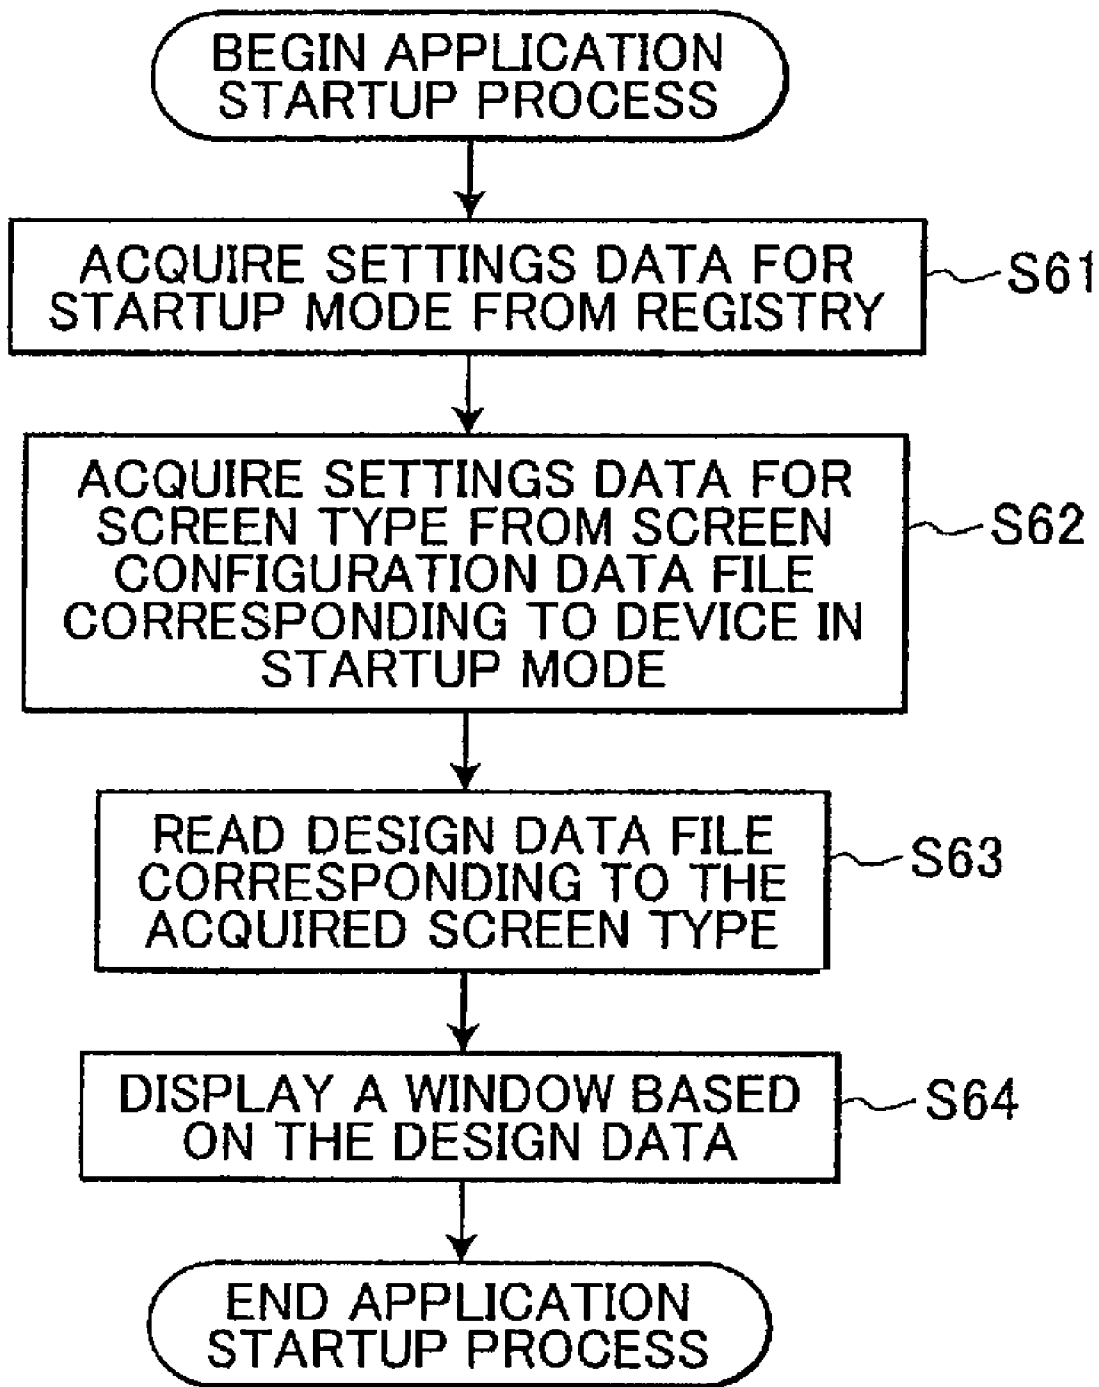 BEGIN APPLICATION
STARTUP PROCESS
ACQUIRE SETTINGS DATA FOR
STARTUP MODE FROM REGISTRY
S61
ACQUIRE SETTINGS DATA FOR
SCREEN TYPE FROM SCREEN
CONFIGURATION DATA FILE
CORRESPONDING TO DEVICE IN
STARTUP MODE
S62
READ DESIGN DATA FILE
CORRESPONDING TO THE
ACQUIRED SCREEN TYPE
S63
DISPLAY A WINDOW BASED
ON THE DESIGN DATA
S64
END APPLICATION
STARTUP PROCESS